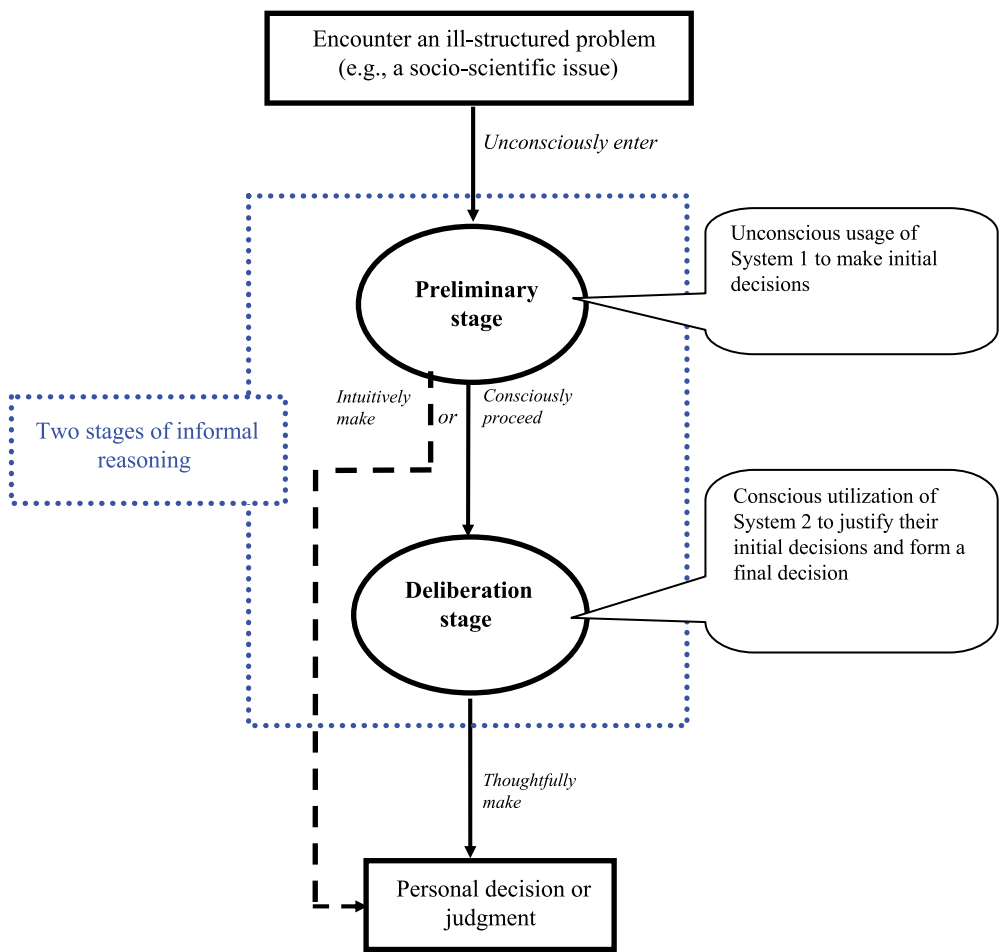 Encounter an ill-structured problem
(e.g., a socio-scientific issue)
Unconsciously enter
Unconscious usage of
System 1 to make initial
decisions
Preliminary
stage
Intuitively
make
or
Consciously
proceed
Two stages of informal
reasoning
Conscious utilization of
System 2 to justify their
initial decisions and form a
final decision
Deliberation
stage
Thoughtfully
make
Personal decision or
judgment